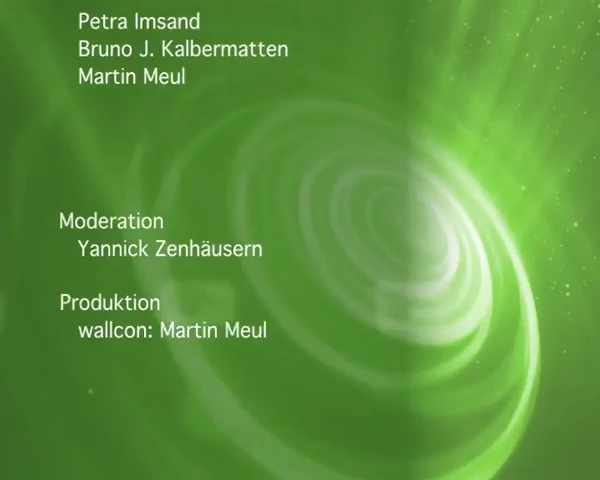 Petra Imsand
Bruno J. Kalbermatten
Martin Meul
Moderation
Yannick Zenhäusern
Produktion
wallcon: Martin Meul